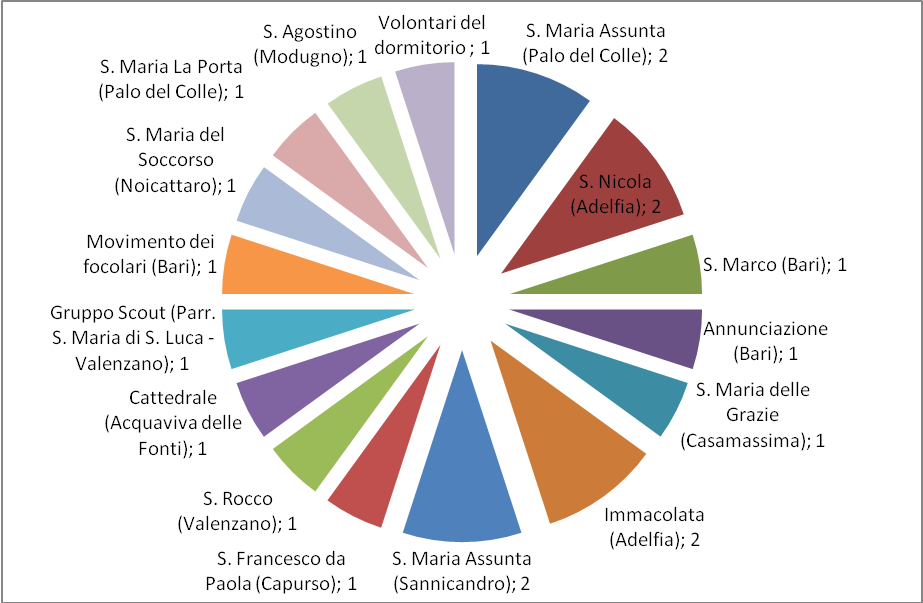 S. Maria Assunta
(Palo del Colle); 2
S. Nicola
(Adelfia); 2
S. Marco (Bari); 1
Annunciazione
(Bari); 1
S. Maria delle
Grazie
(Casamassima); 1
Immacolata
(Adelfia); 2
S. Maria Assunta
(Sannicandro); 2
S. Francesco da
Paola (Capurso); 1
S. Rocco
(Valenzano); 1
Cattedrale
(Acquaviva delle
Fonti); 1
Gruppo Scout (Parr.
S. Maria di S. Luca -
Valenzano); 1
Movimento dei
focolari (Bari); 1
S. Maria del
Soccorso
(Noicattaro); 1
S. Maria La Porta
(Palo del Colle); 1
S. Agostino
(Modugno); 1
Volontari del
dormitorio ; 1